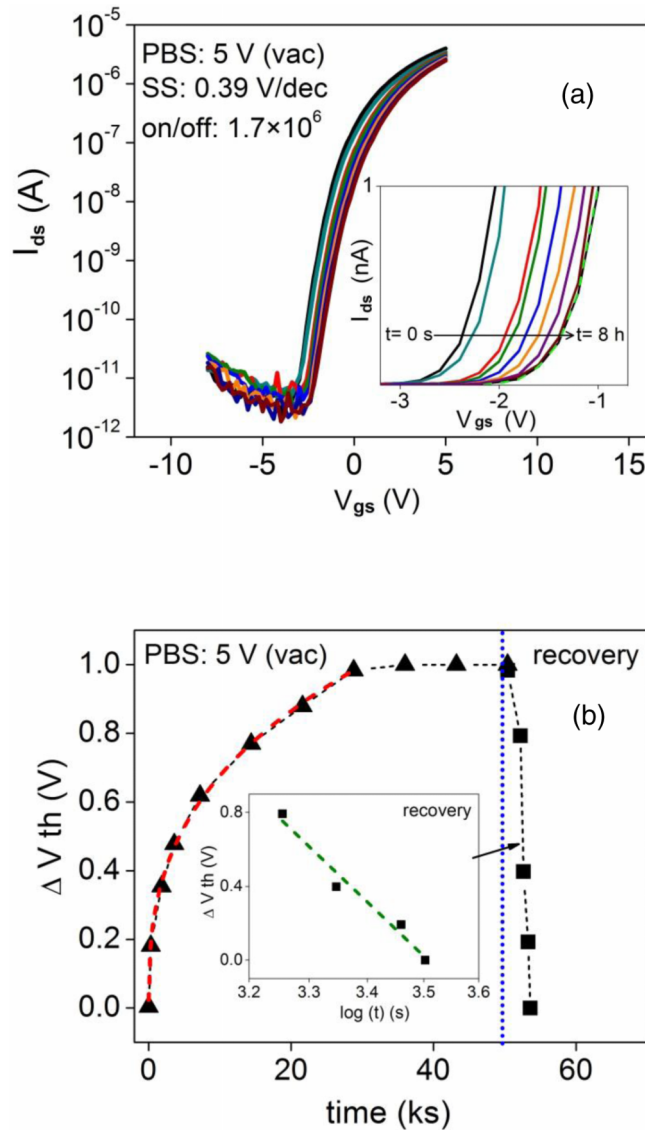 10⁻⁵
10⁻⁶
10⁻⁷
10⁻⁸
10⁻⁹
10⁻¹⁰
10⁻¹¹
10⁻¹²
I_ds (A)
PBS: 5 V (vac)
SS: 0.39 V/dec
on/off: 1.7×10⁶
(a)
1
I_ds (nA)
t= 0 s
t= 8 h
-3 -2 -1
V_gs (V)
-10 -5 0 5 10 15
V_gs (V)
PBS: 5 V (vac)
recovery
(b)
1.0
0.8
0.6
0.4
0.2
0.0
Δ V th (V)
recovery
0.8
0.4
0.0
Δ V th (V)
3.2 3.3 3.4 3.5 3.6
log (t) (s)
0 20 40 60
time (ks)